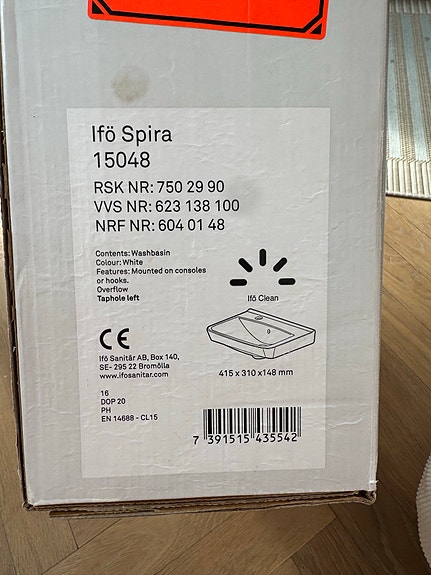 Ifö Spira
15048
RSK NR: 750 29 90
VVS NR: 623 138 100
NRF NR: 604 01 48
Contents: Washbasin
Colour: White
Features: Mounted on consoles
or hooks.
Overflow
Taphole left
Ifö Clean
CE
Ifö Sanitär AB, Box 140,
SE- 295 22 Bromölla
www.ifosanitar.com
415 x 310 x 148 mm
16
DOP 20
PH
EN 14688 - CL15
7 391515 435542